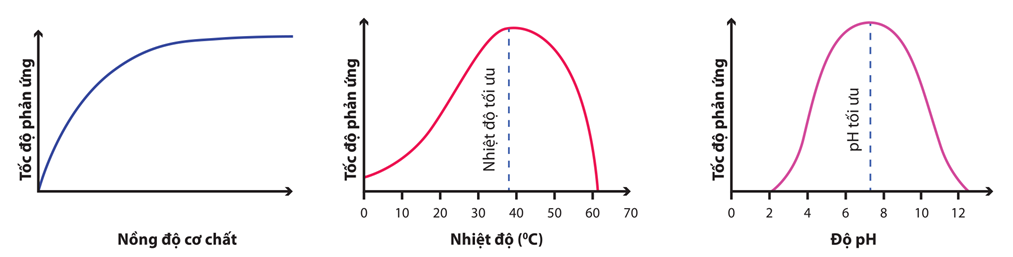 Tốc độ phản ứng
Nồng độ cơ chất
Tốc độ phản ứng
Nhiệt độ tối ưu
0 10 20 30 40 50 60 70
Nhiệt độ (⁰C)
Tốc độ phản ứng
pH tối ưu
0 2 4 6 8 10 12
Độ pH